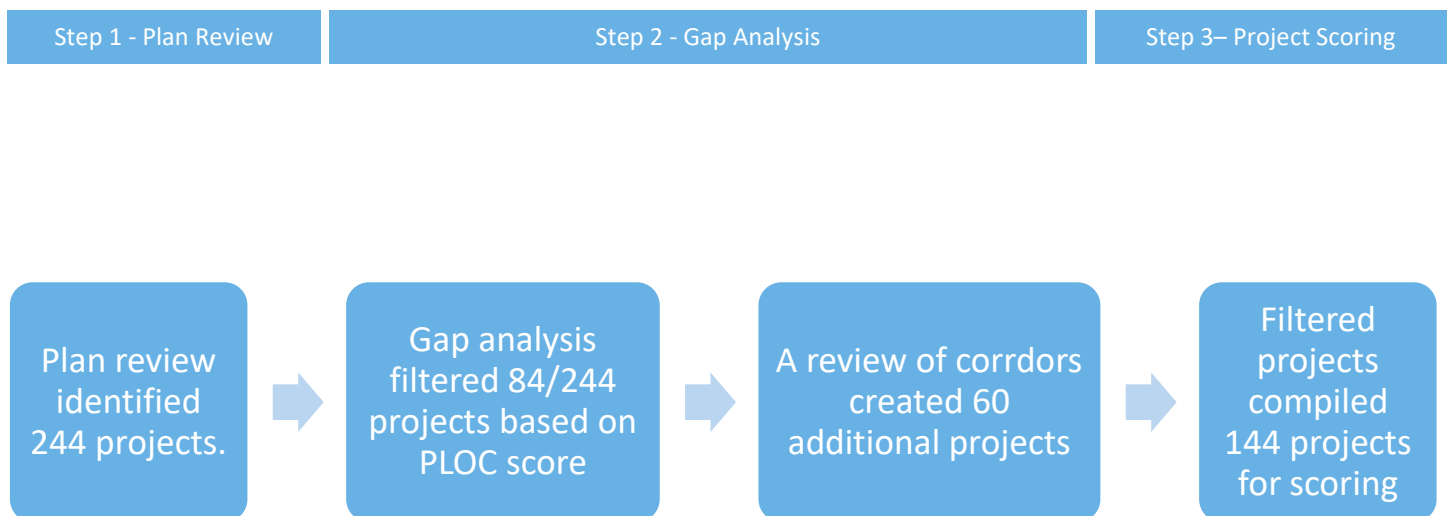 Step 1 - Plan Review
Step 2 - Gap Analysis
Step 3– Project Scoring
Plan review
identified
244 projects.
Gap analysis
filtered 84/244
projects based on
PLOC score
A review of corrdors
created 60
additional projects
Filtered
projects
compiled
144 projects
for scoring